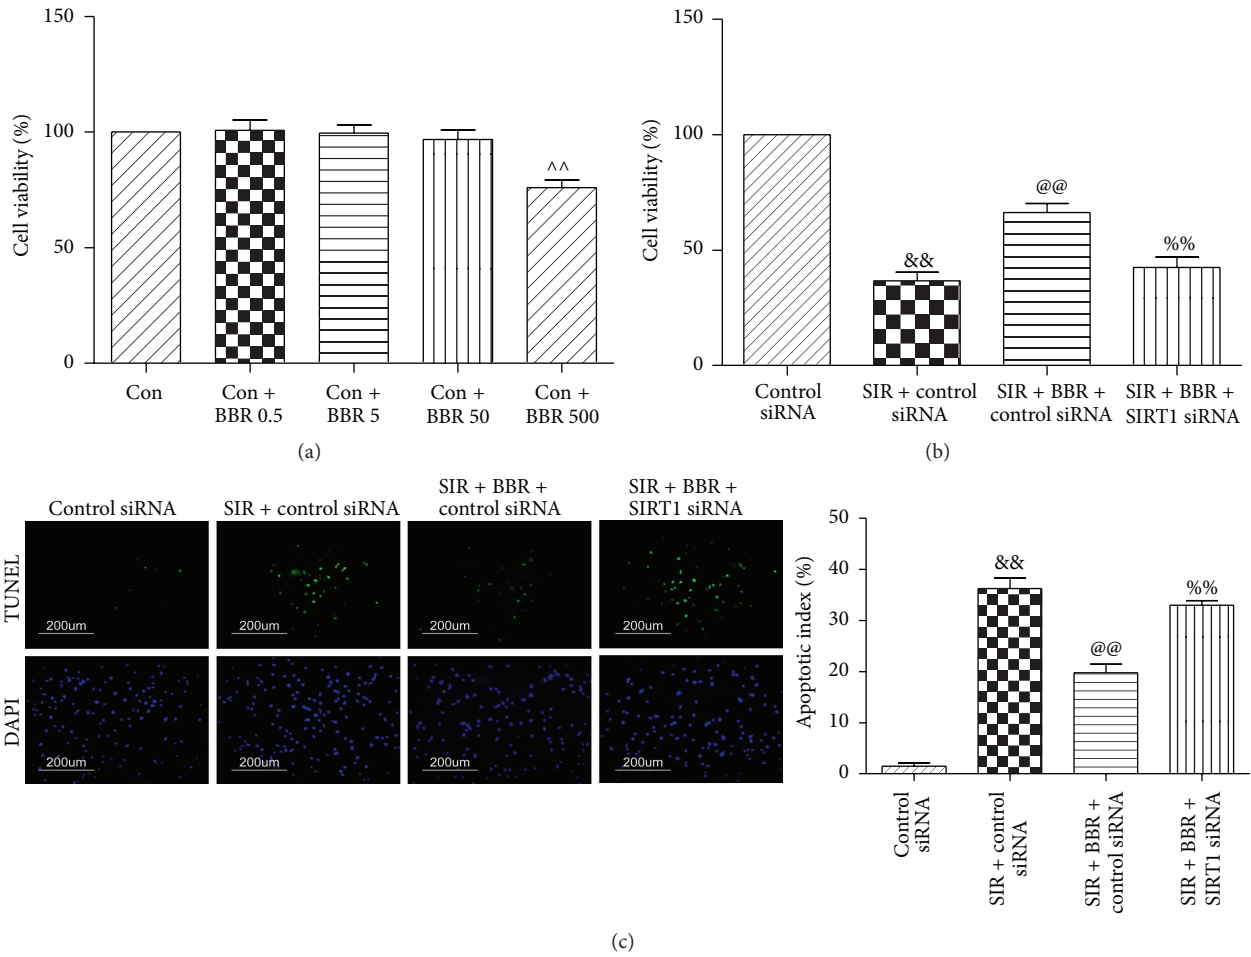 150
100
50
0
Cell viability (%)
^^
Con
Con +
BBR 0.5
Con +
BBR 5
Con +
BBR 50
Con +
BBR 500
(a)
150
100
50
0
Cell viability (%)
&&
@@
%%
Control
siRNA
SIR + control
siRNA
SIR + BBR +
control siRNA
SIR + BBR +
SIRT1 siRNA
(b)
Control siRNA
SIR + control siRNA
SIR + BBR +
control siRNA
SIR + BBR +
SIRT1 siRNA
TUNEL
200um
200um
200um
200um
DAPI
200um
200um
200um
200um
50
40
30
20
10
0
Apoptotic index (%)
&&
@@
%%
Control
siRNA
SIR + control
siRNA
SIR + BBR +
control siRNA
SIR + BBR +
SIRT1 siRNA
(c)